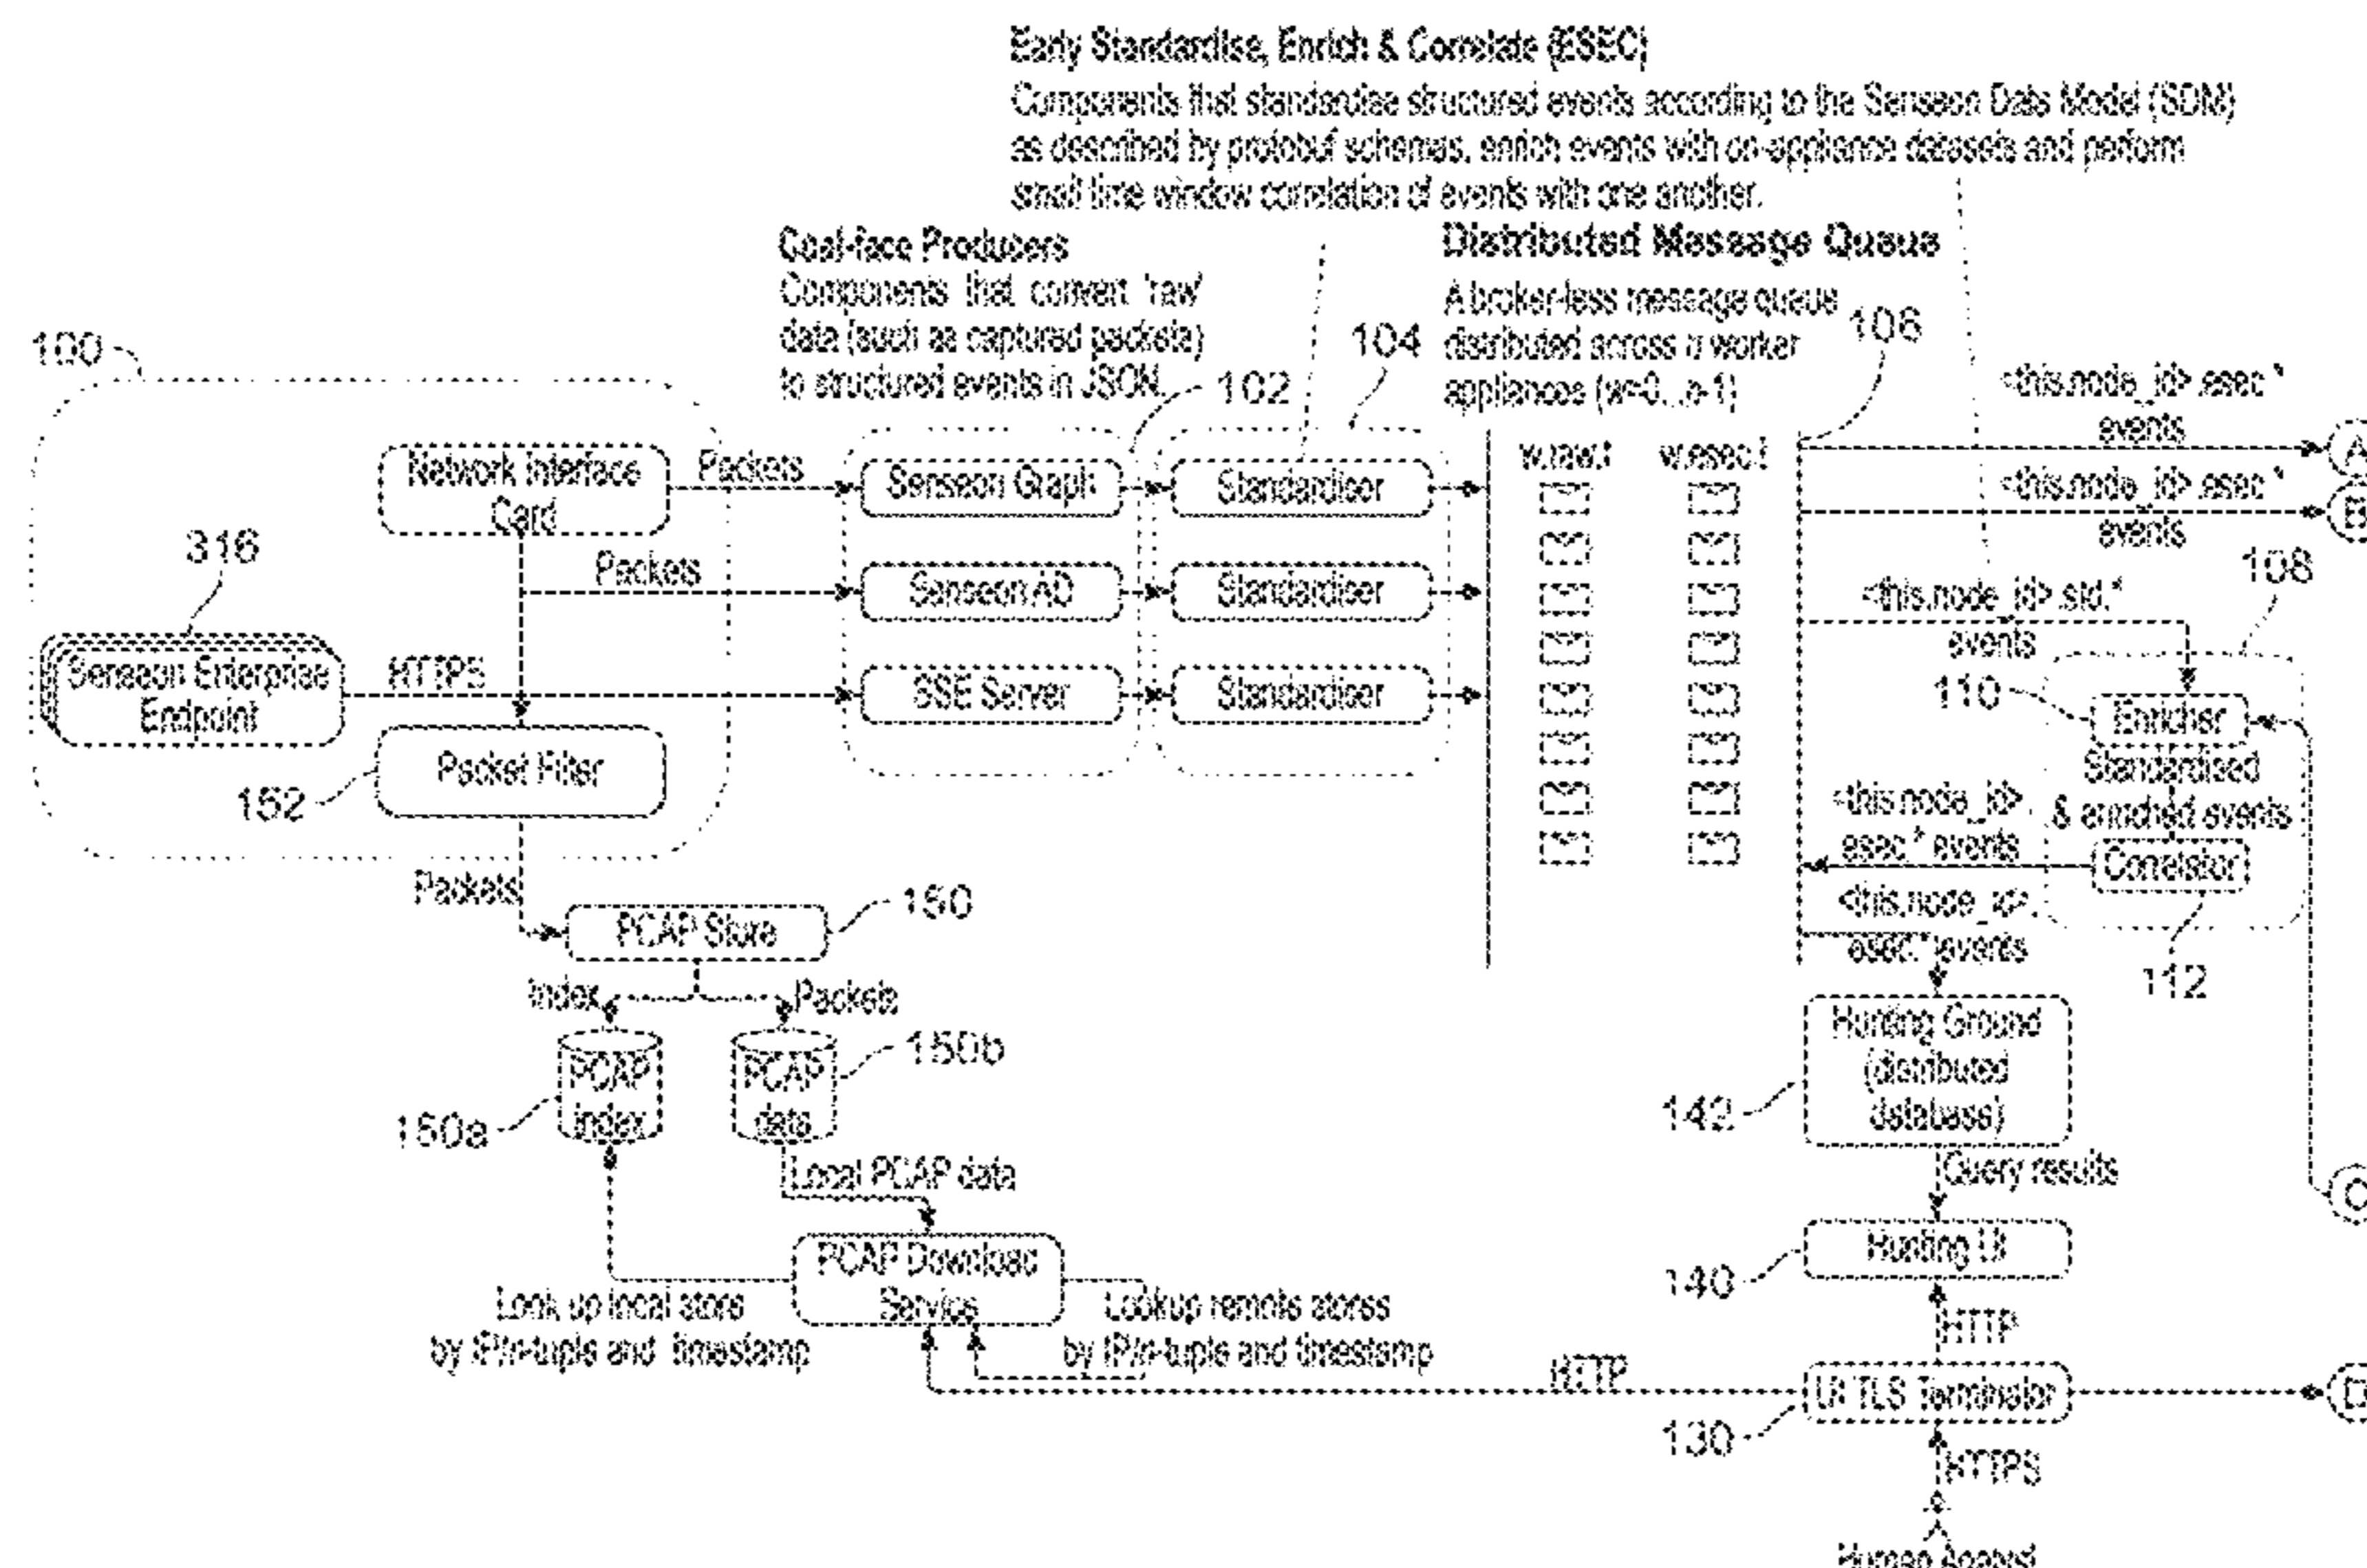 Early Standardise, Enrich & Correlate (ESEC)
Components that standardise structured events according to the Senseon Data Model (SDM)
as described by protobuf schemas, enrich events with on-appliance datasets and perform
small time window correlation of events with one another.
Coal-face Producers
Components that convert 'raw'
data (such as captured packets)
to structured events in JSON.
Distributed Message Queue
A broker-less message queue
distributed across n worker
appliances (w=0...n-1)
100
102
104
106
<this.node_id>.esec.*
events
A
<this.node_id>.esec.*
events
B
Network Interface
Card
Packets
Senseon Graph
Standardiser
w.raw.t
w.esec.t
316
Packets
Senseon AD
Standardiser
<this.node_id>.std.*
events
108
Senseon Enterprise
Endpoint
HTTPS
SSE Server
Standardiser
110
Enricher
Standardised
& enriched events
152
Packet Filter
<this.node_id>.
esec.* events
Correlator
112
Packets
PCAP Store
150
<this.node_id>.
esec.* events
Index
Packets
PCAP
index
150a
PCAP
data
150b
Hunting Ground
(distributed
database)
142
Local PCAP data
Query results
C
PCAP Download
Service
Hunting UI
140
Look up local store
by IP/n-tuple and timestamp
Lookup remote stores
by IP/n-tuple and timestamp
HTTP
HTTP
UI TLS Terminator
130
D
HTTPS
Human Analyst